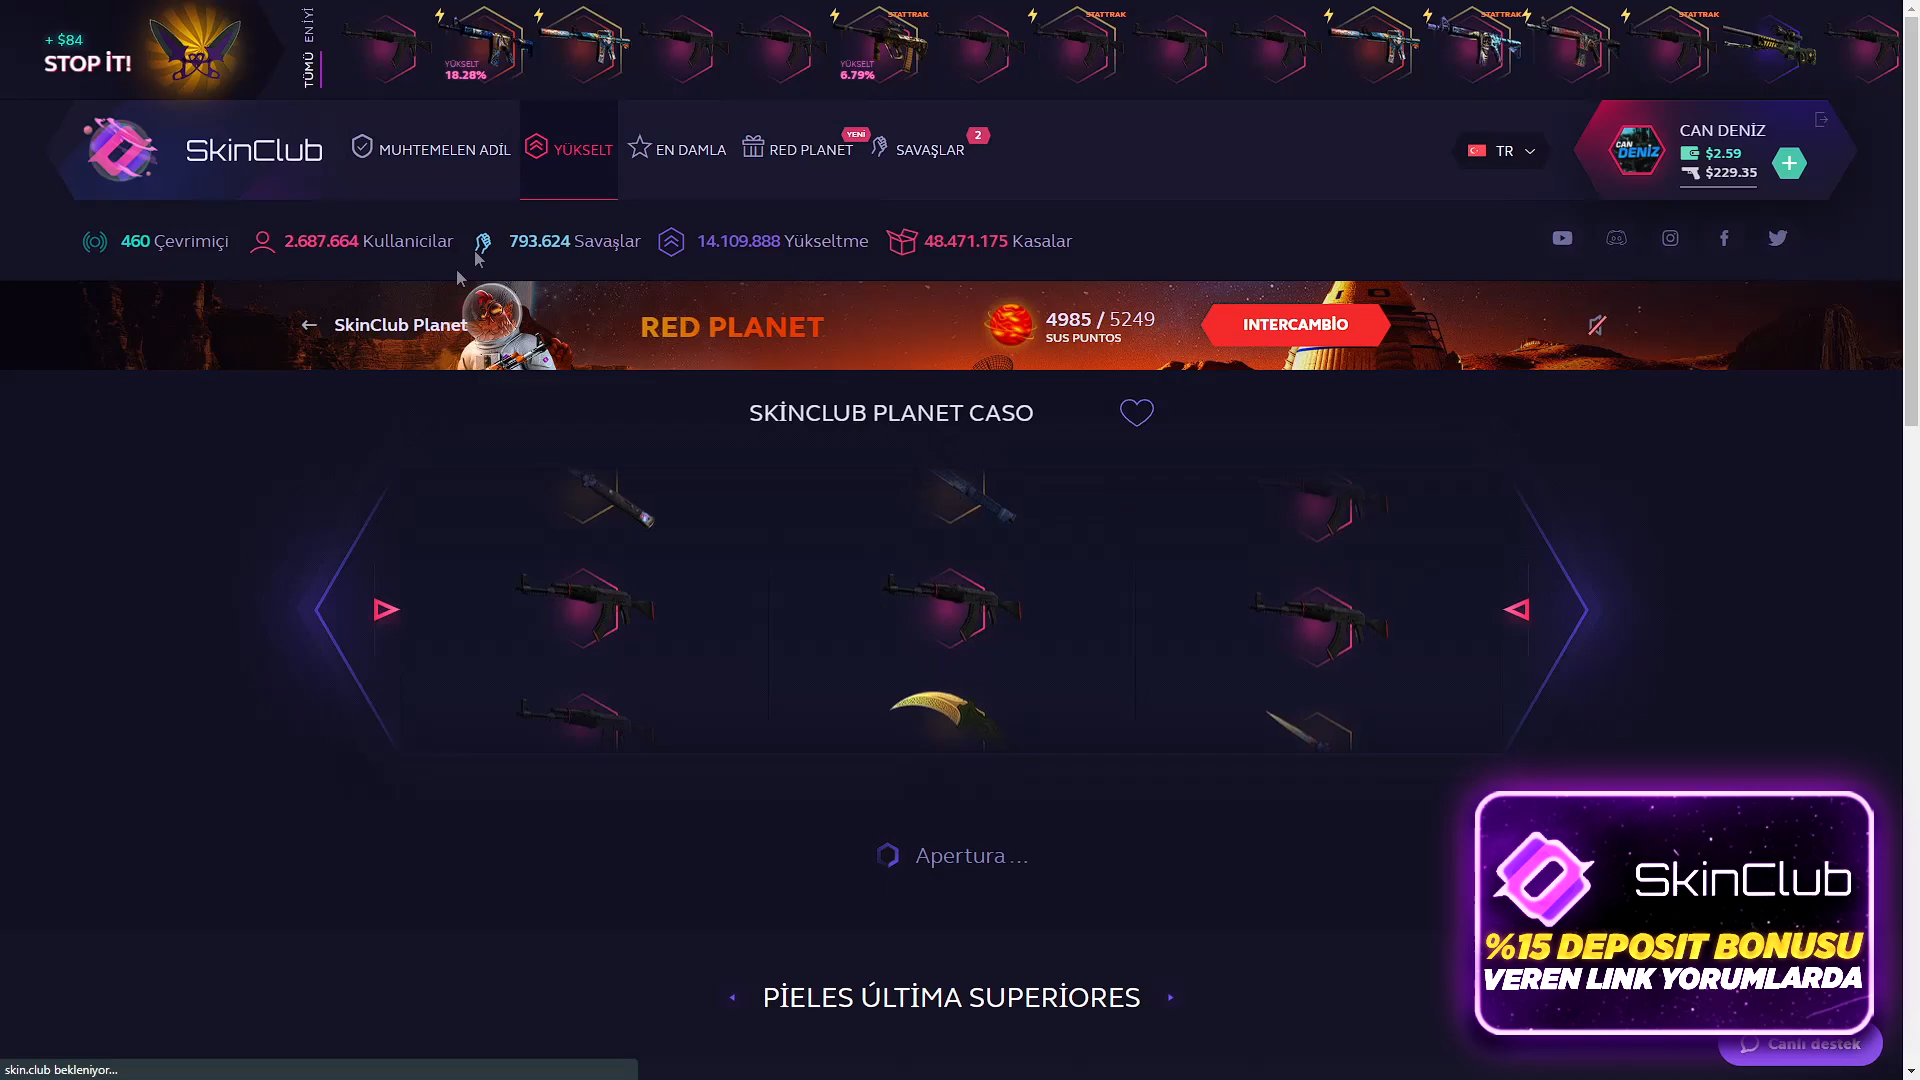 + $84
STOP İT!
TÜMÜ EN İYİ
YÜKSELT
18.28%
YÜKSELT
6.79%
STATTRAK
STATTRAK
STATTRAK
STATTRAK
SkinClub
MUHTEMELEN ADİL
YÜKSELT
EN DAMLA
RED PLANET
YENİ
SAVAŞLAR
2
TR
CAN DENİZ
CAN DENİZ
$2.59
$229.35
460 Çevrimiçi
2.687.664 Kullanicilar
793.624 Savaşlar
14.109.888 Yükseltme
48.471.175 Kasalar
SkinClub Planet
RED PLANET
4985 / 5249
SUS PUNTOS
INTERCAMBİO
SKİNCLUB PLANET CASO
Apertura ...
PİELES ÚLTİMA SUPERİORES
SkinClub
%15 DEPOSIT BONUSU
VEREN LINK YORUMLARDA
Canlı destek
skin.club bekleniyor...